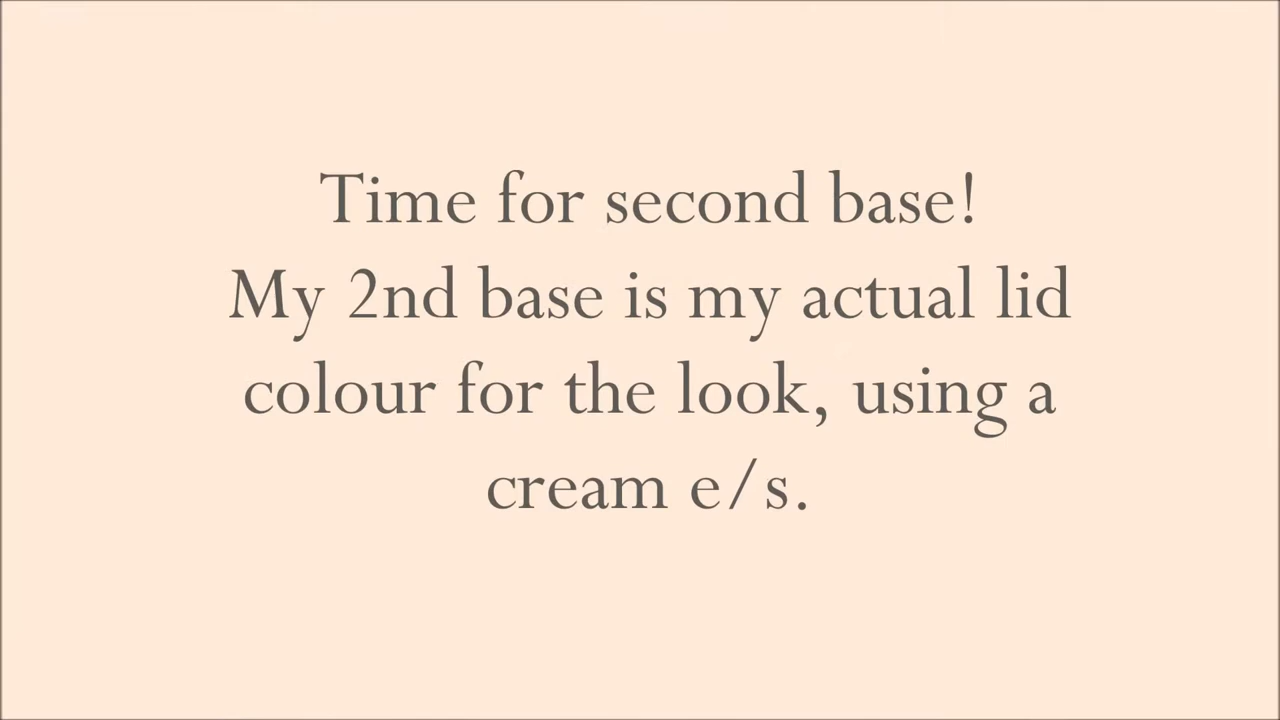 Time for second base!
My 2nd base is my actual lid
colour for the look, using a
cream e/s.